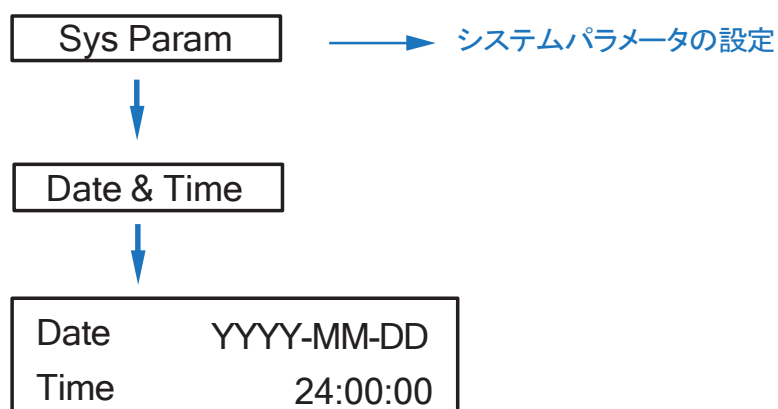 Sys Param
システムパラメータの設定
Date & Time
Date YYYY-MM-DD
Time 24:00:00